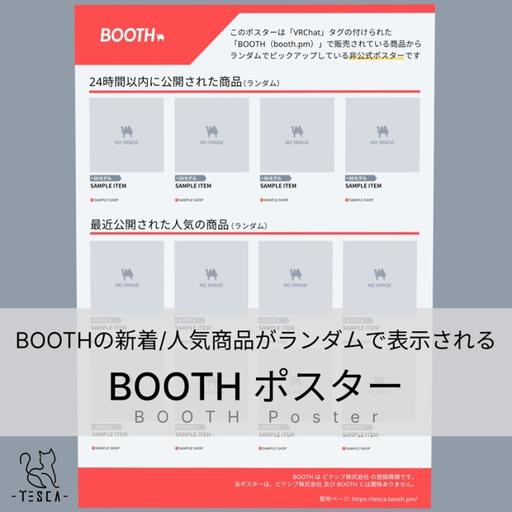 BOOTH
このポスターは「VRChat」タグの付けられた
「BOOTH（booth.pm）」で販売されている商品から
ランダムでピックアップしている非公式ポスターです
24時間以内に公開された商品（ランダム）
NO IMAGE NO IMAGE NO IMAGE NO IMAGE
*3Dモデル *3Dモデル *3Dモデル *3Dモデル
SAMPLE ITEM SAMPLE ITEM SAMPLE ITEM SAMPLE ITEM
SAMPLE SHOP SAMPLE SHOP SAMPLE SHOP SAMPLE SHOP
最近公開された人気の商品（ランダム）
NO IMAGE NO IMAGE NO IMAGE NO IMAGE
BOOTHの新着/人気商品がランダムで表示される
BOOTH ポスター
BOOTH Poster
SAMPLE ITEM SAMPLE ITEM SAMPLE ITEM SAMPLE ITEM
SAMPLE SHOP SAMPLE SHOP SAMPLE SHOP SAMPLE SHOP
BOOTH は ピクシブ株式会社 の登録商標です。
当ポスターは、ピクシブ株式会社 及び BOOTH とは関係ありません。
配布ページ: https://tesca.booth.pm/
-TESCA-